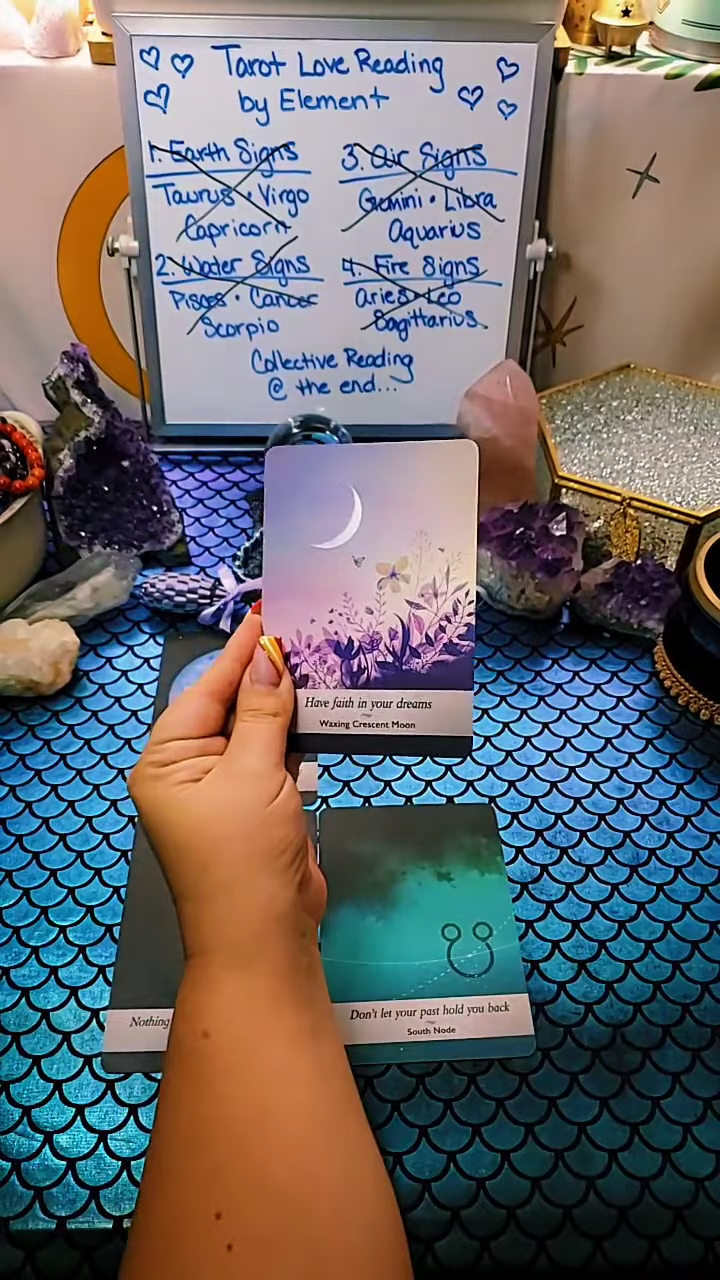 Tarot Love Reading
by Element
1. Earth Signs
Taurus • Virgo
Capricorn
2. Water Signs
Pisces • Cancer
Scorpio
3. Air Signs
Gemini • Libra
Aquarius
4. Fire Signs
Aries • Leo
Sagittarius
Collective Reading
@ the end...
Have faith in your dreams
Waxing Crescent Moon
Nothing
Don't let your past hold you back
South Node